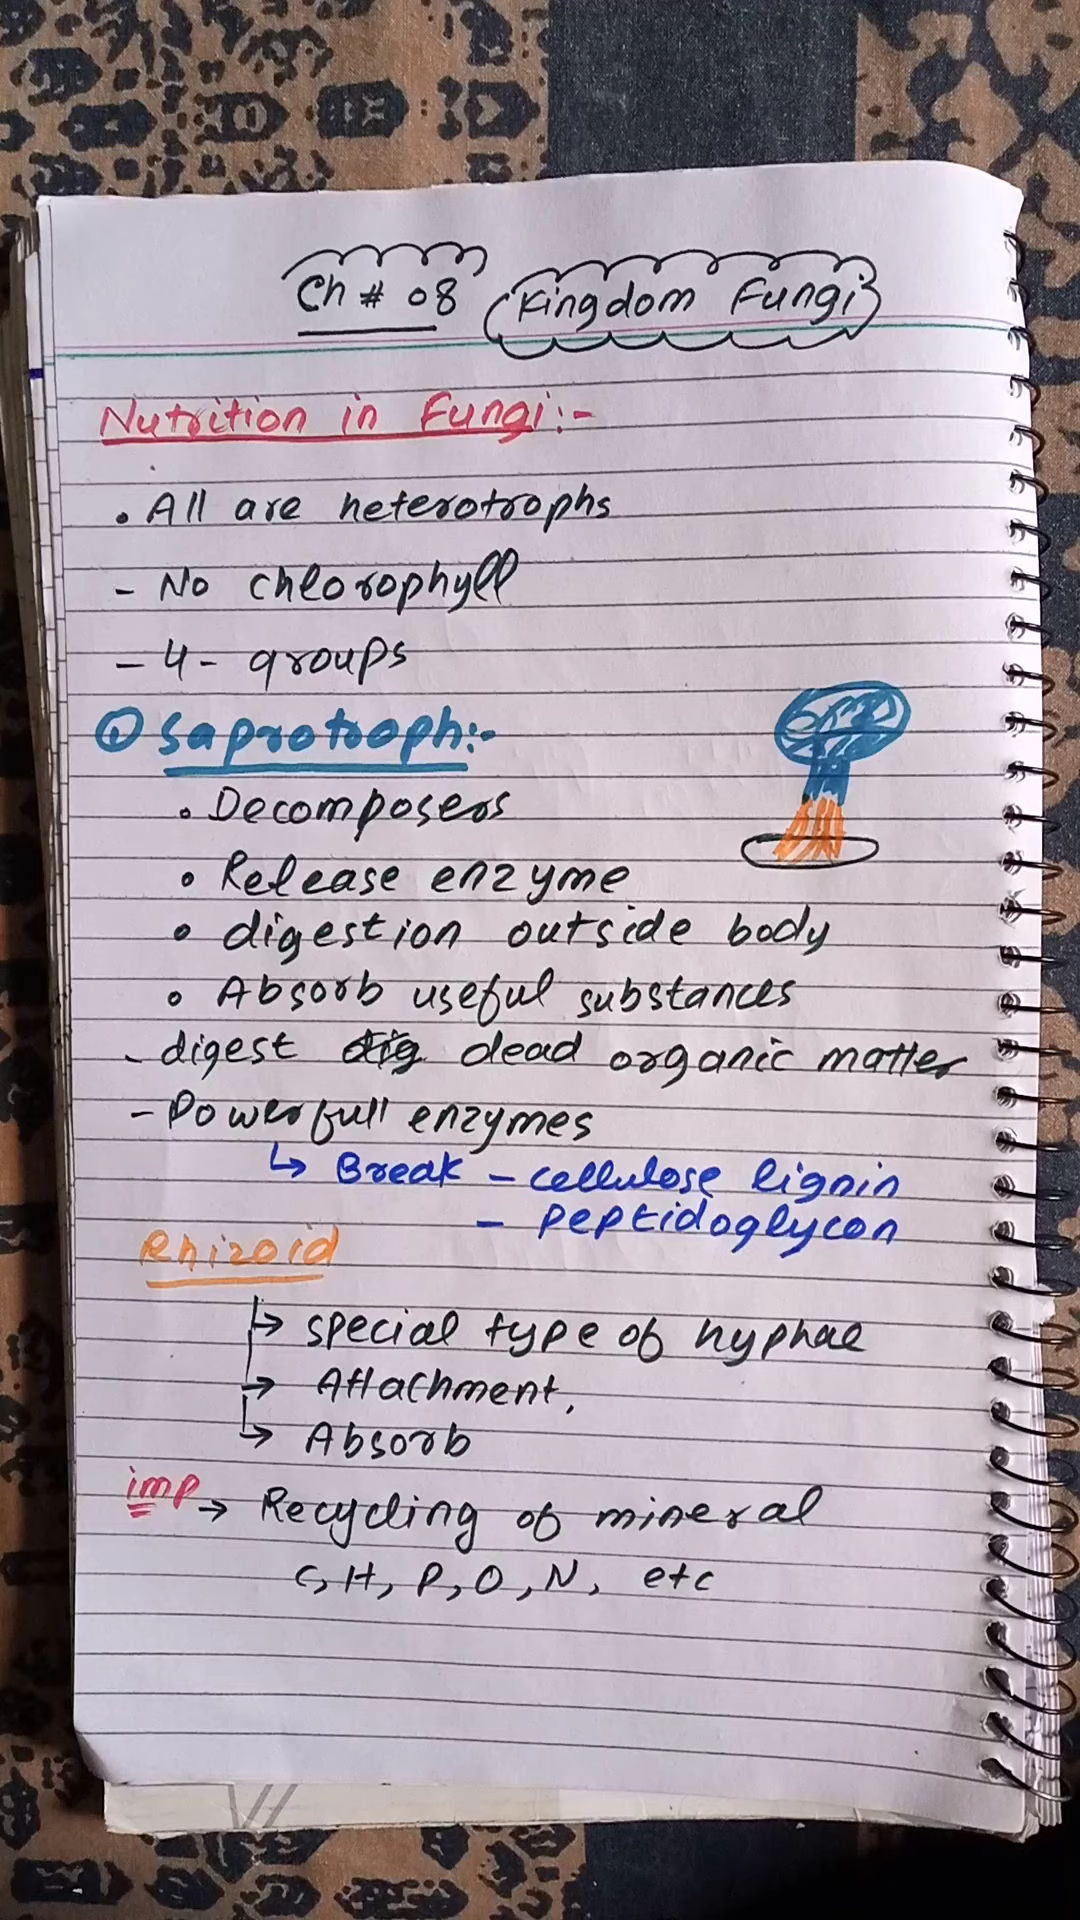 Ch # 08 Kingdom Fungi
Nutrition in Fungi:-
• All are heterotrophs
- No chlorophyll
- 4- groups
① Saprotroph:-
• Decomposers
• Release enzyme
• digestion outside body
• Absorb useful substances
- digest dig dead organic matter
- Powerfull enzymes
↳ Break - cellulose lignin
- peptidoglycon
Rhizoid
↳ special type of hyphae
→ Attachment,
↳ Absorb
imp → Recycling of mineral
C, H, P, O, N, etc